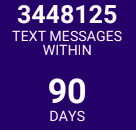 3448125
TEXT MESSAGES
WITHIN
90
DAYS